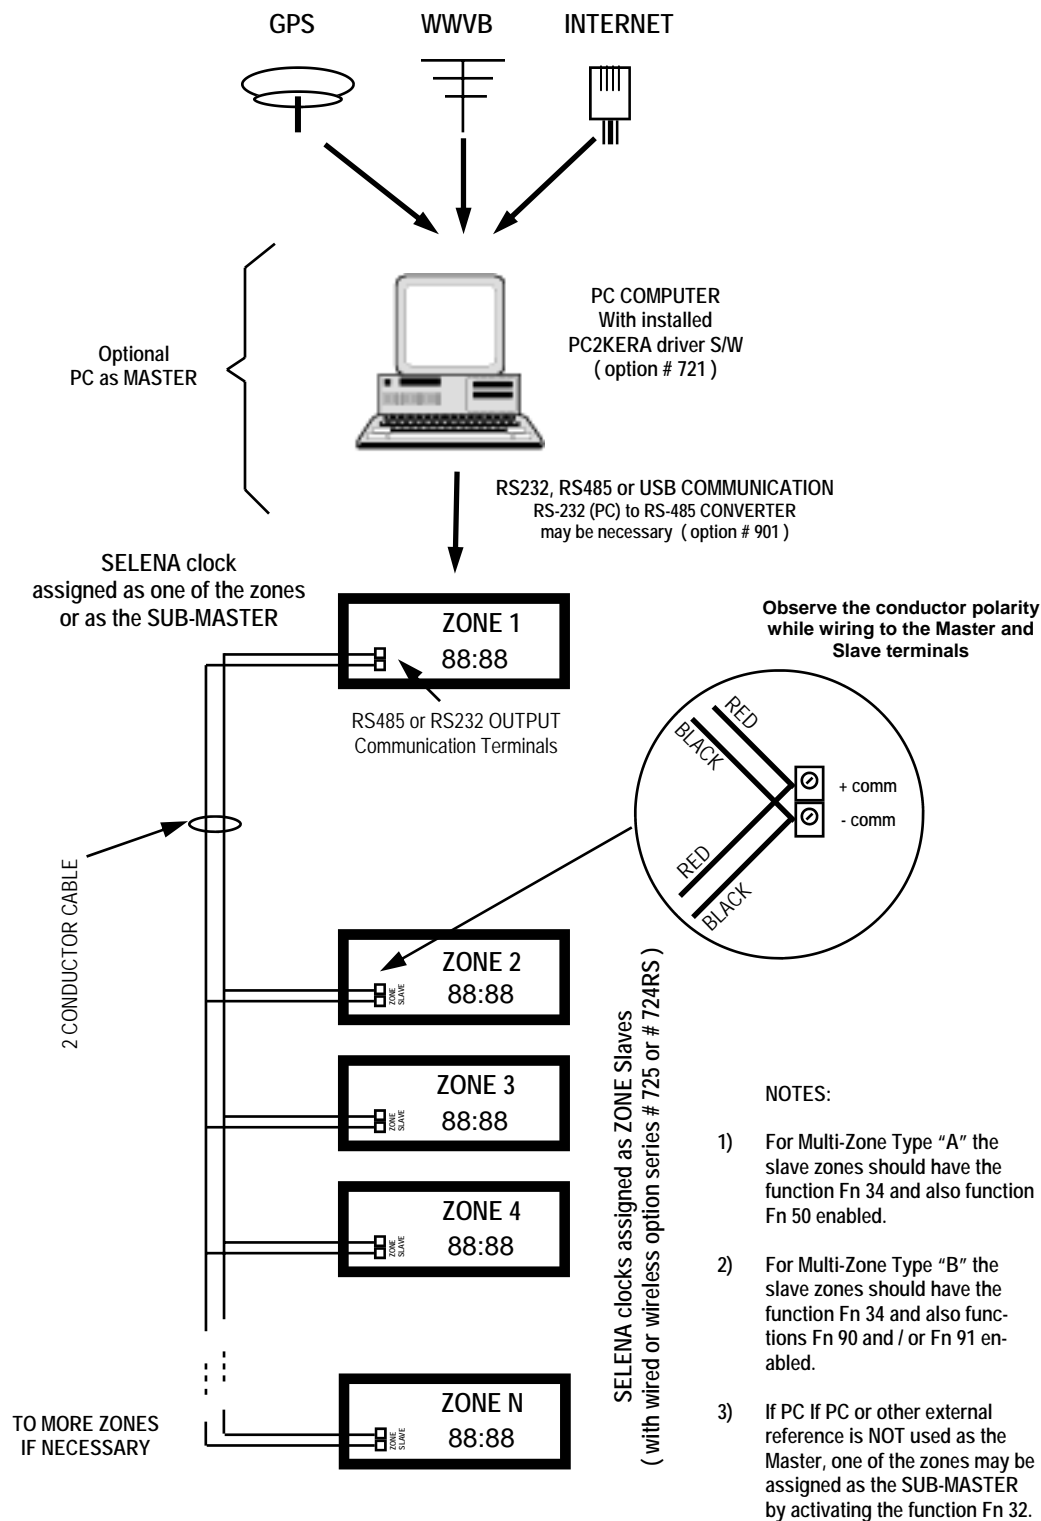 GPS
WWVB
INTERNET
Optional
PC as MASTER
PC COMPUTER
With installed
PC2KERA driver S/W
( option # 721 )
RS232, RS485 or USB COMMUNICATION
RS-232 (PC) to RS-485 CONVERTER
may be necessary ( option # 901 )
SELENA clock
assigned as one of the zones
or as the SUB-MASTER
ZONE 1
88:88
RS485 or RS232 OUTPUT
Communication Terminals
Observe the conductor polarity
while wiring to the Master and
Slave terminals
RED
BLACK
+ comm
- comm
RED
BLACK
2 CONDUCTOR CABLE
ZONE 2
88:88
ZONE
SLAVE
ZONE 3
88:88
ZONE
SLAVE
ZONE 4
88:88
ZONE
SLAVE
ZONE N
88:88
ZONE
SLAVE
TO MORE ZONES
IF NECESSARY
SELENA clocks assigned as ZONE Slaves
( with wired or wireless option series # 725 or # 724RS )
NOTES:
1) For Multi-Zone Type “A” the
slave zones should have the
function Fn 34 and also function
Fn 50 enabled.
2) For Multi-Zone Type “B” the
slave zones should have the
function Fn 34 and also func-
tions Fn 90 and / or Fn 91 en-
abled.
3) If PC If PC or other external
reference is NOT used as the
Master, one of the zones may be
assigned as the SUB-MASTER
by activating the function Fn 32.